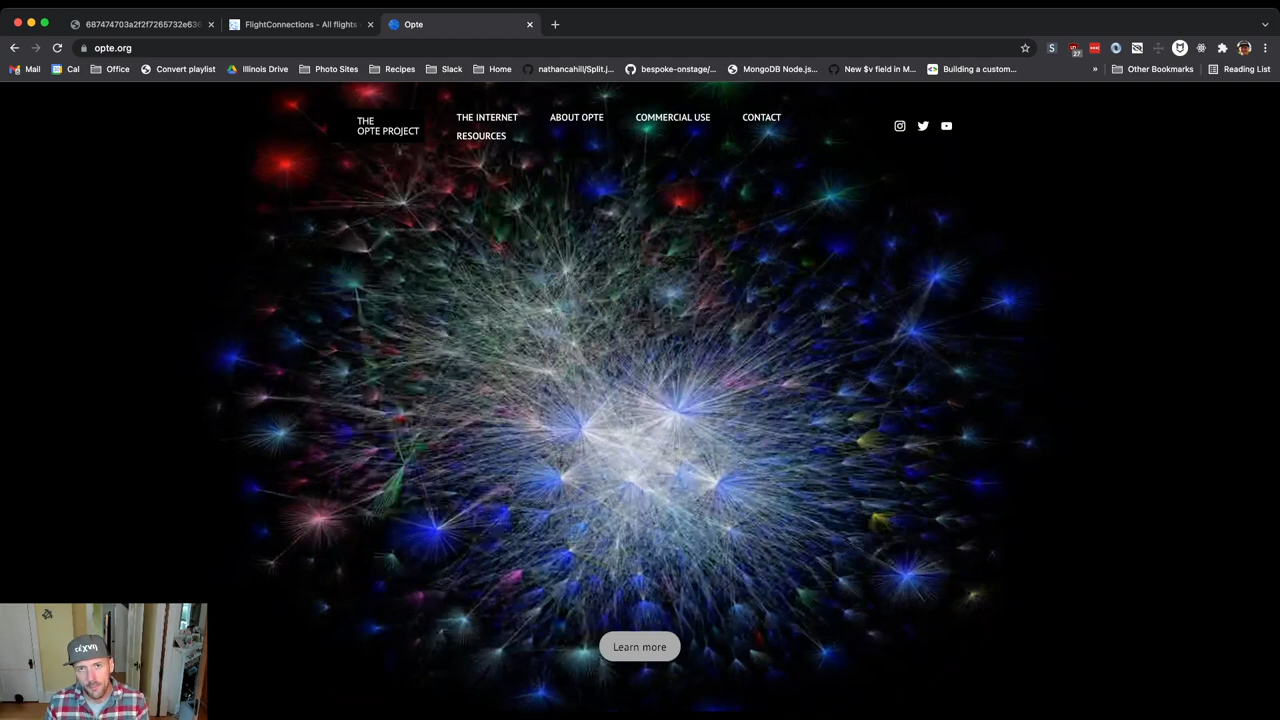 687474703a2f2f7265732e636
FlightConnections - All flights
Opte
opte.org
27
Mail
Cal
Office
Convert playlist
Illinois Drive
Photo Sites
Recipes
Slack
Home
nathancahill/Split.j...
bespoke-onstage/...
MongoDB Node.js...
New $v field in M...
Building a custom...
»
Other Bookmarks
Reading List
THE
OPTE PROJECT
THE INTERNET
ABOUT OPTE
COMMERCIAL USE
CONTACT
RESOURCES
Learn more